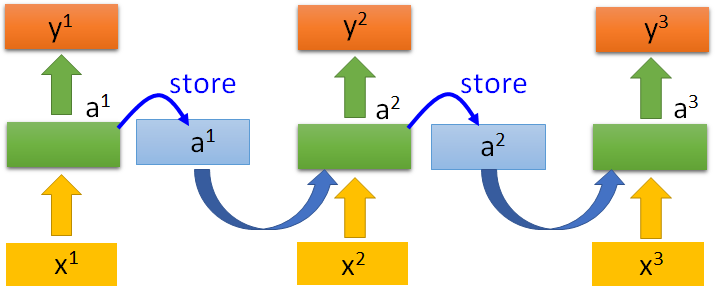 y¹ y² y³
store store
a¹ a² a³
a¹ a²
x¹ x² x³